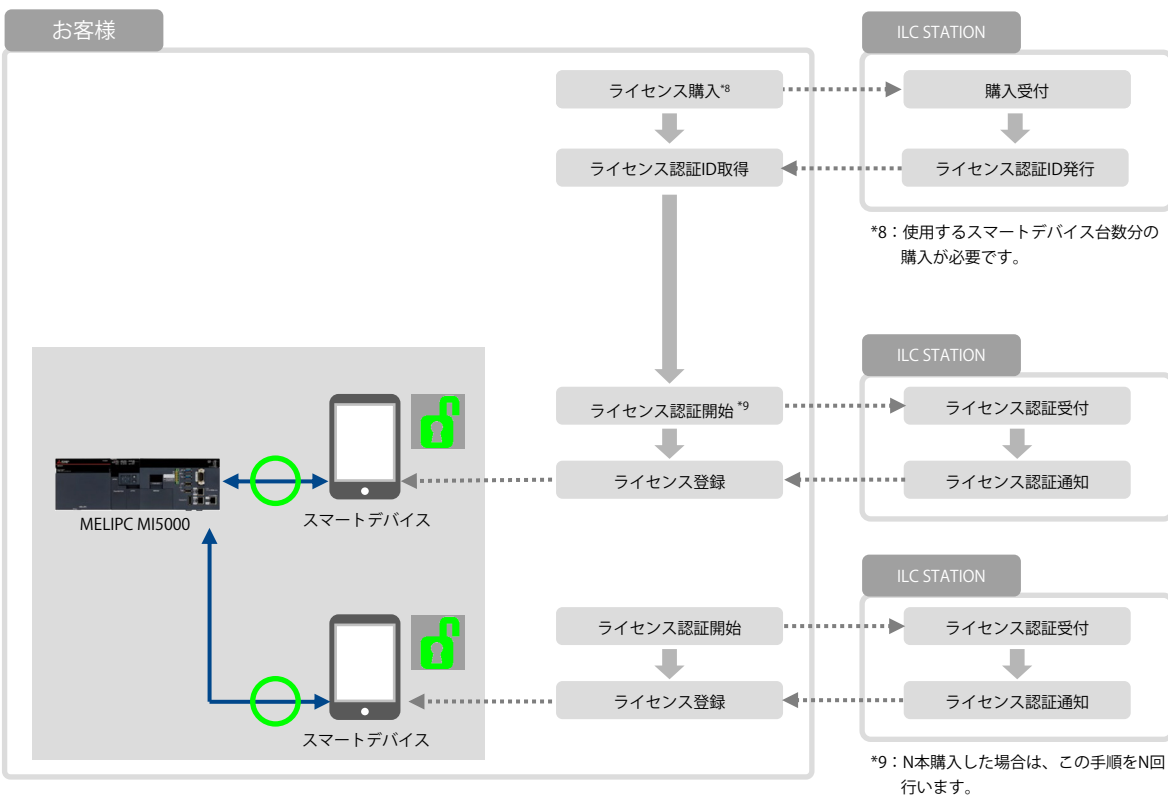 お客様
ILC STATION
ライセンス購入*8
購入受付
ライセンス認証ID取得
ライセンス認証ID発行
*8：使用するスマートデバイス台数分の
購入が必要です。
ILC STATION
ライセンス認証開始*9
ライセンス認証受付
ライセンス登録
ライセンス認証通知
MELIPC MI5000
スマートデバイス
ILC STATION
ライセンス認証開始
ライセンス認証受付
ライセンス登録
ライセンス認証通知
スマートデバイス
*9：N本購入した場合は、この手順をN回
行います。